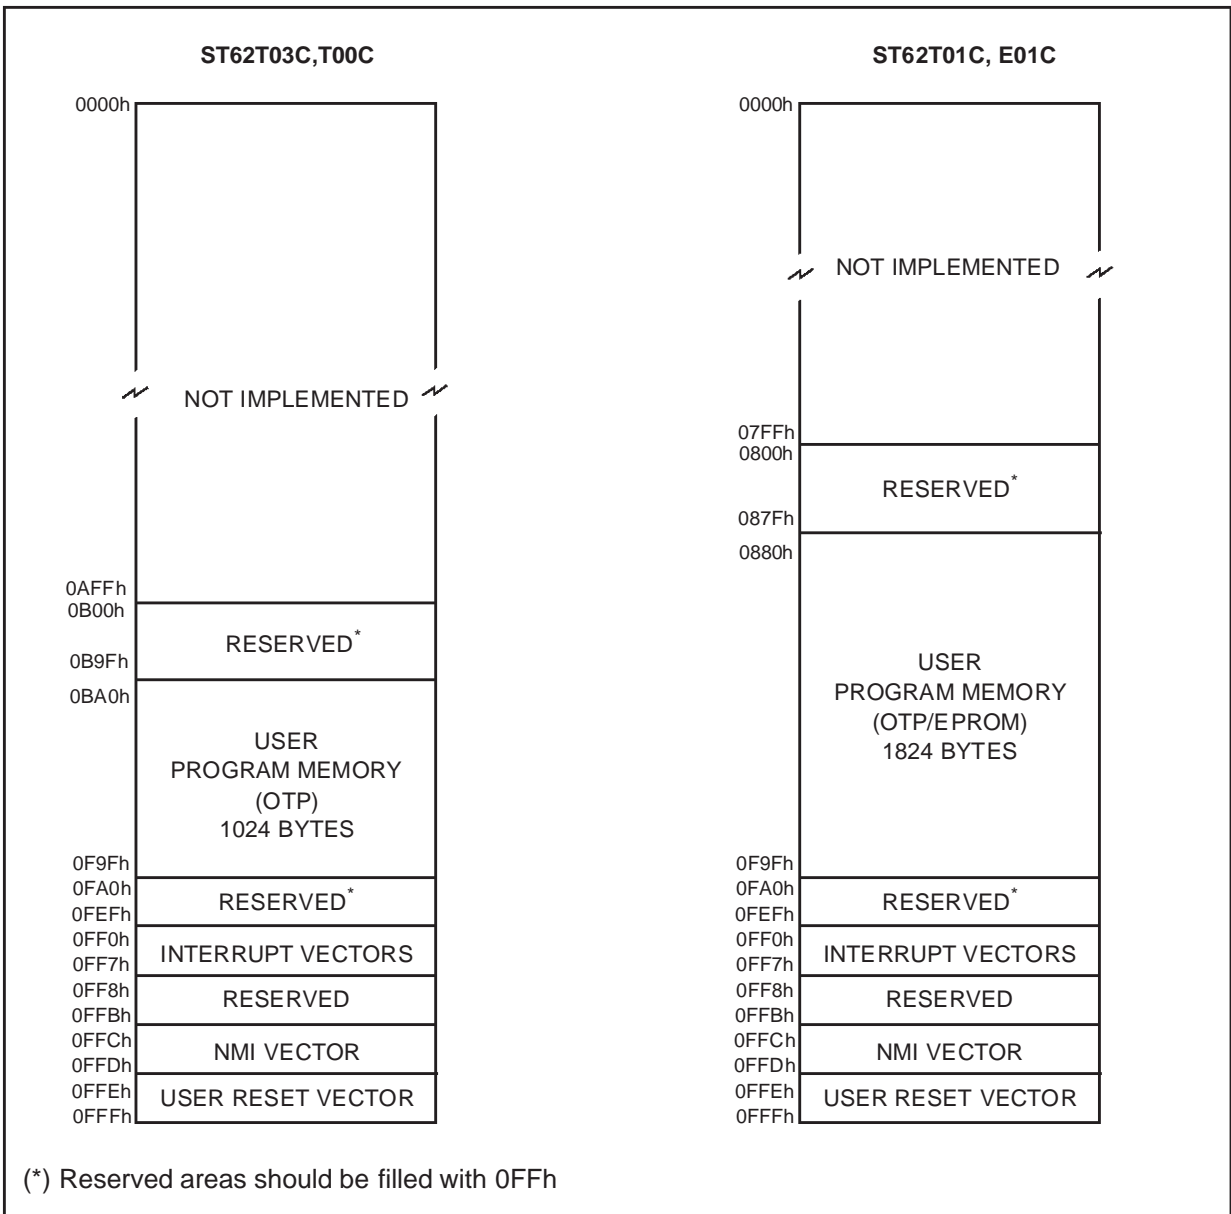 ST62T03C,T00C
0000h
NOT IMPLEMENTED
0AFFh
0B00h
RESERVED*
0B9Fh
0BA0h
USER
PROGRAM MEMORY
(OTP)
1024 BYTES
0F9Fh
0FA0h
RESERVED*
0FEFh
0FF0h
INTERRUPT VECTORS
0FF7h
0FF8h
RESERVED
0FFBh
0FFCh
NMI VECTOR
0FFDh
0FFEh
USER RESET VECTOR
0FFFh
ST62T01C, E01C
0000h
NOT IMPLEMENTED
07FFh
0800h
RESERVED*
087Fh
0880h
USER
PROGRAM MEMORY
(OTP/EPROM)
1824 BYTES
0F9Fh
0FA0h
RESERVED*
0FEFh
0FF0h
INTERRUPT VECTORS
0FF7h
0FF8h
RESERVED
0FFBh
0FFCh
NMI VECTOR
0FFDh
0FFEh
USER RESET VECTOR
0FFFh
(*) Reserved areas should be filled with 0FFh